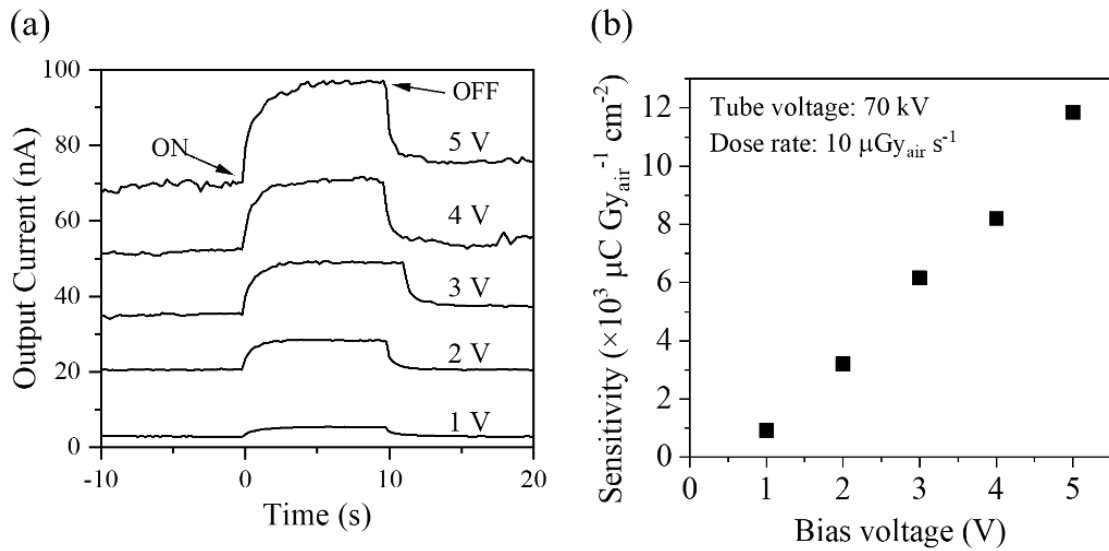 (a)
Output Current (nA)
100
80
60
40
20
0
ON
OFF
5 V
4 V
3 V
2 V
1 V
-10
0
10
20
Time (s)
(b)
Sensitivity (×10³ μC Gyair⁻¹ cm⁻²)
12
8
6
4
2
0
Tube voltage: 70 kV
Dose rate: 10 μGyair s⁻¹
0
1
2
3
4
5
Bias voltage (V)